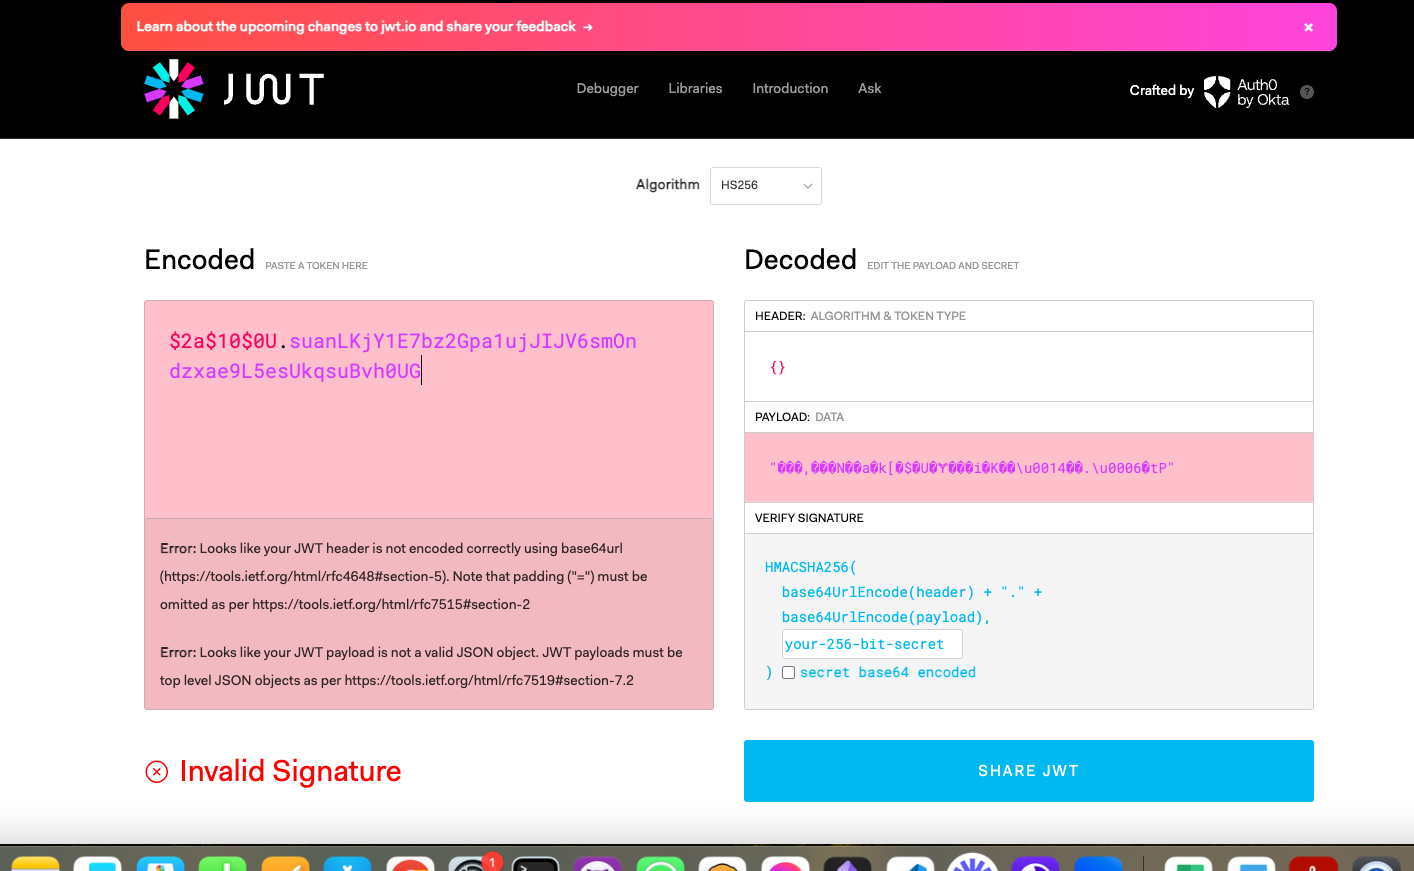 Learn about the upcoming changes to jwt.io and share your feedback →
JWT
Debugger Libraries Introduction Ask
Crafted by Auth0 by Okta ?
Algorithm HS256
Encoded PASTE A TOKEN HERE
$2a$10$0U.suanLKjY1E7bz2Gpa1ujJIJV6smOn
dzxae9L5esUkqsuBvh0UG
Error: Looks like your JWT header is not encoded correctly using base64url
(https://tools.ietf.org/html/rfc4648#section-5). Note that padding ("=") must be
omitted as per https://tools.ietf.org/html/rfc7515#section-2
Error: Looks like your JWT payload is not a valid JSON object. JWT payloads must be
top level JSON objects as per https://tools.ietf.org/html/rfc7519#section-7.2
Invalid Signature
Decoded EDIT THE PAYLOAD AND SECRET
HEADER: ALGORITHM & TOKEN TYPE
{}
PAYLOAD: DATA
"���,���N��a�k[�$�U�Ɏ���i�K��\u0014��.\u0006�tP"
VERIFY SIGNATURE
HMACSHA256(
base64UrlEncode(header) + "." +
base64UrlEncode(payload),
your-256-bit-secret
) secret base64 encoded
SHARE JWT
1